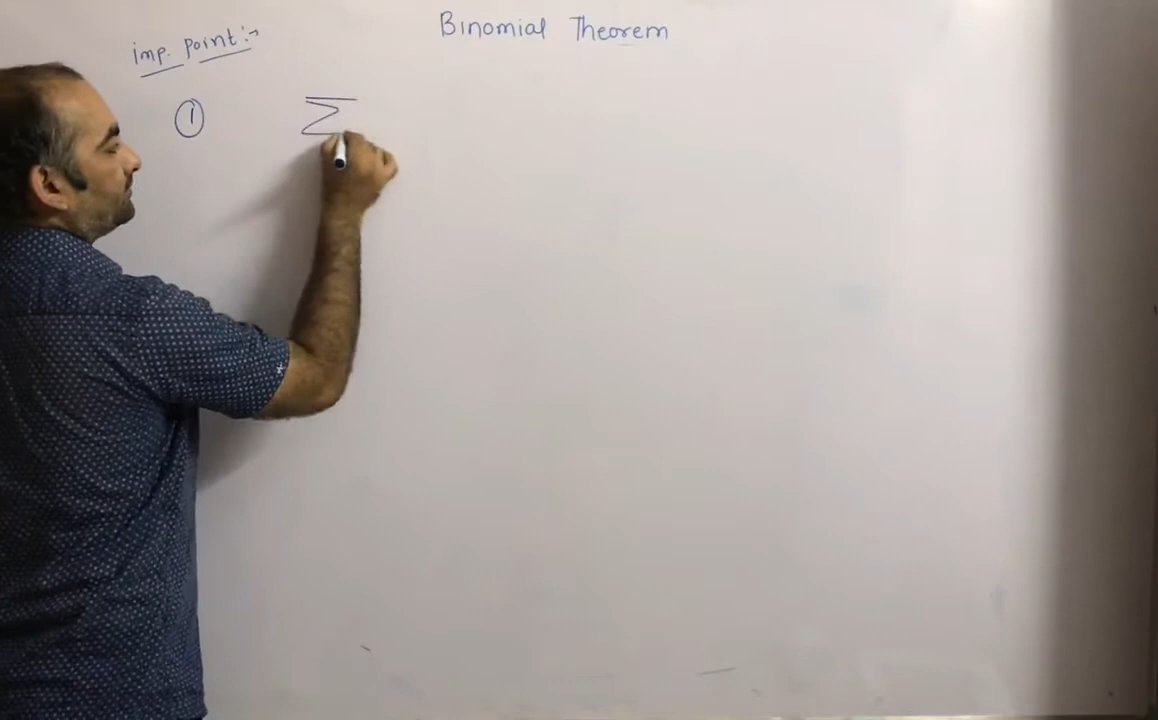 Binomial Theorem
imp. point :→
① Σ